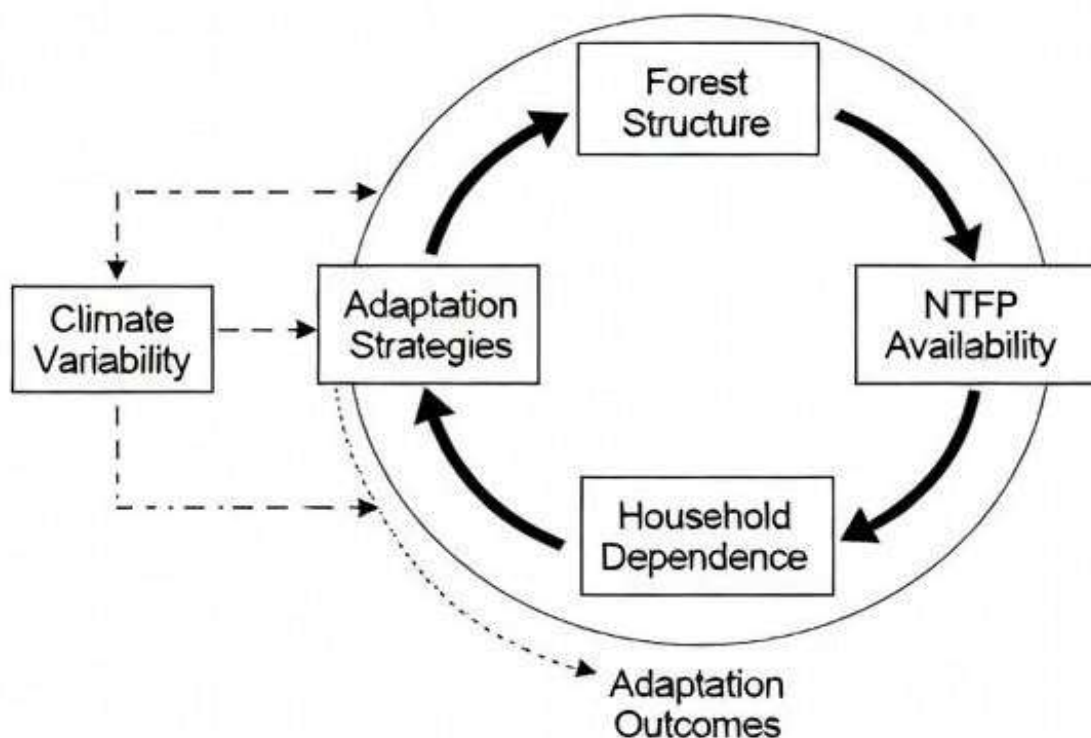 Forest
Structure
Climate
Variability
Adaptation
Strategies
NTFP
Availability
Household
Dependence
Adaptation
Outcomes